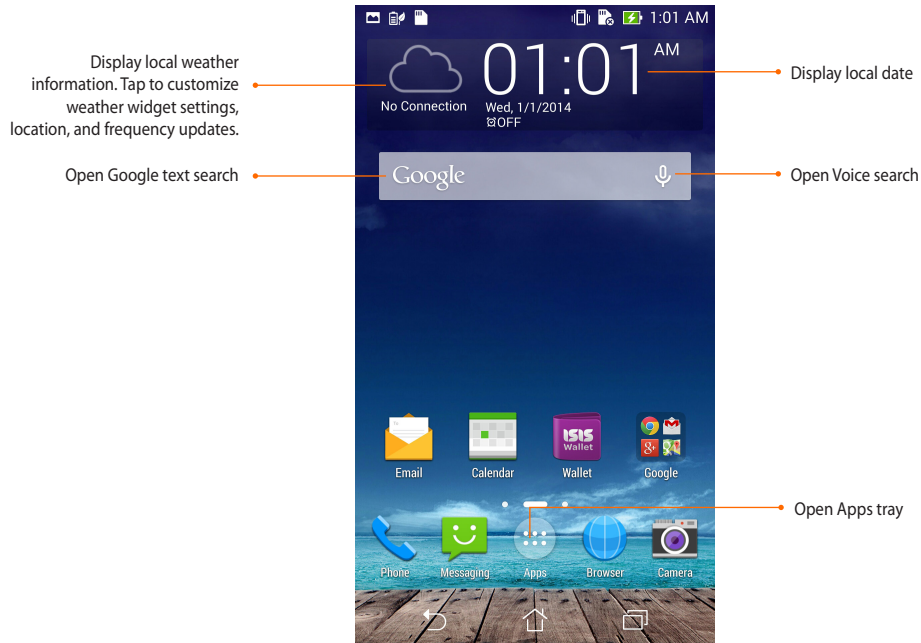 1:01 AM
Display local weather
information. Tap to customize
weather widget settings,
location, and frequency updates.
01:01 AM
No Connection
Wed, 1/1/2014
OFF
Display local date
Open Google text search
Google
Open Voice search
ISIS
Wallet
Email
Calendar
Wallet
Google
Open Apps tray
Phone
Messaging
Apps
Browser
Camera